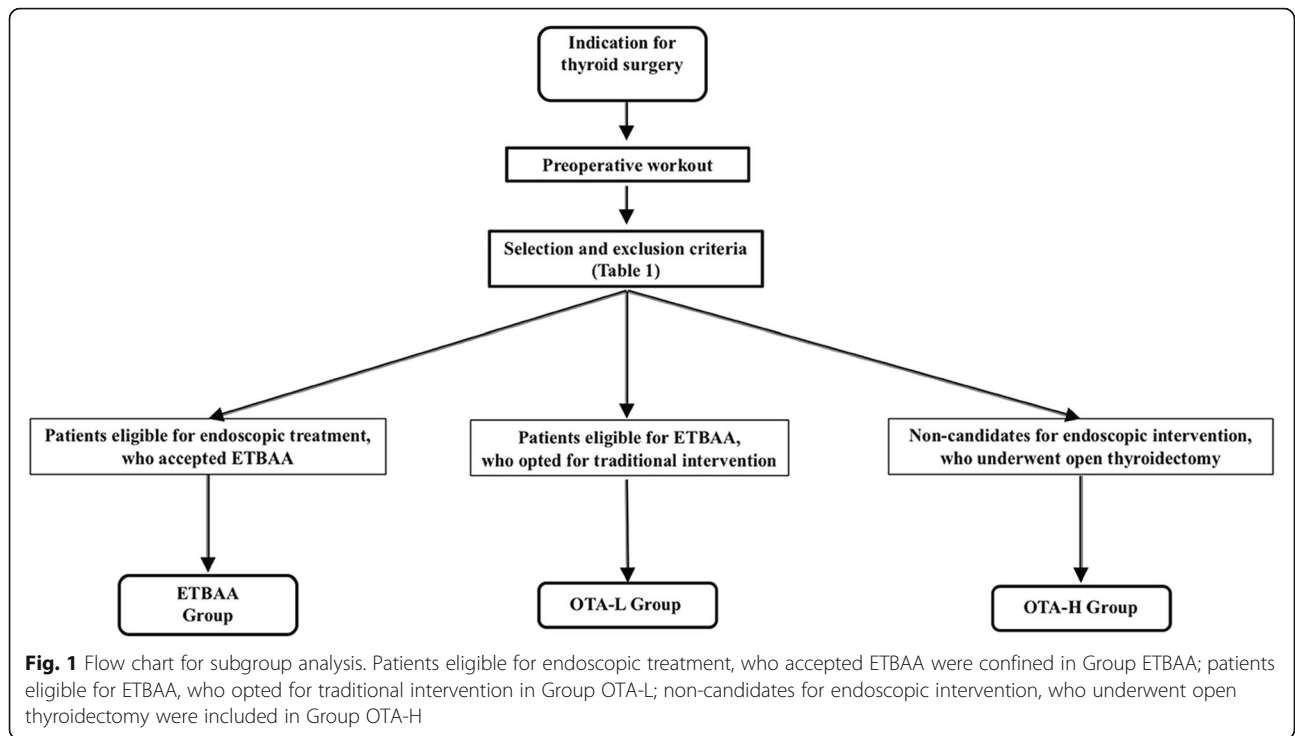 Indication for
thyroid surgery
Preoperative workout
Selection and exclusion criteria
(Table 1)
Patients eligible for endoscopic treatment,
who accepted ETBAA
Patients eligible for ETBAA,
who opted for traditional intervention
Non-candidates for endoscopic intervention,
who underwent open thyroidectomy
ETBAA
Group
OTA-L Group
OTA-H Group
Fig. 1 Flow chart for subgroup analysis. Patients eligible for endoscopic treatment, who accepted ETBAA were confined in Group ETBAA; patients
eligible for ETBAA, who opted for traditional intervention in Group OTA-L; non-candidates for endoscopic intervention, who underwent open
thyroidectomy were included in Group OTA-H